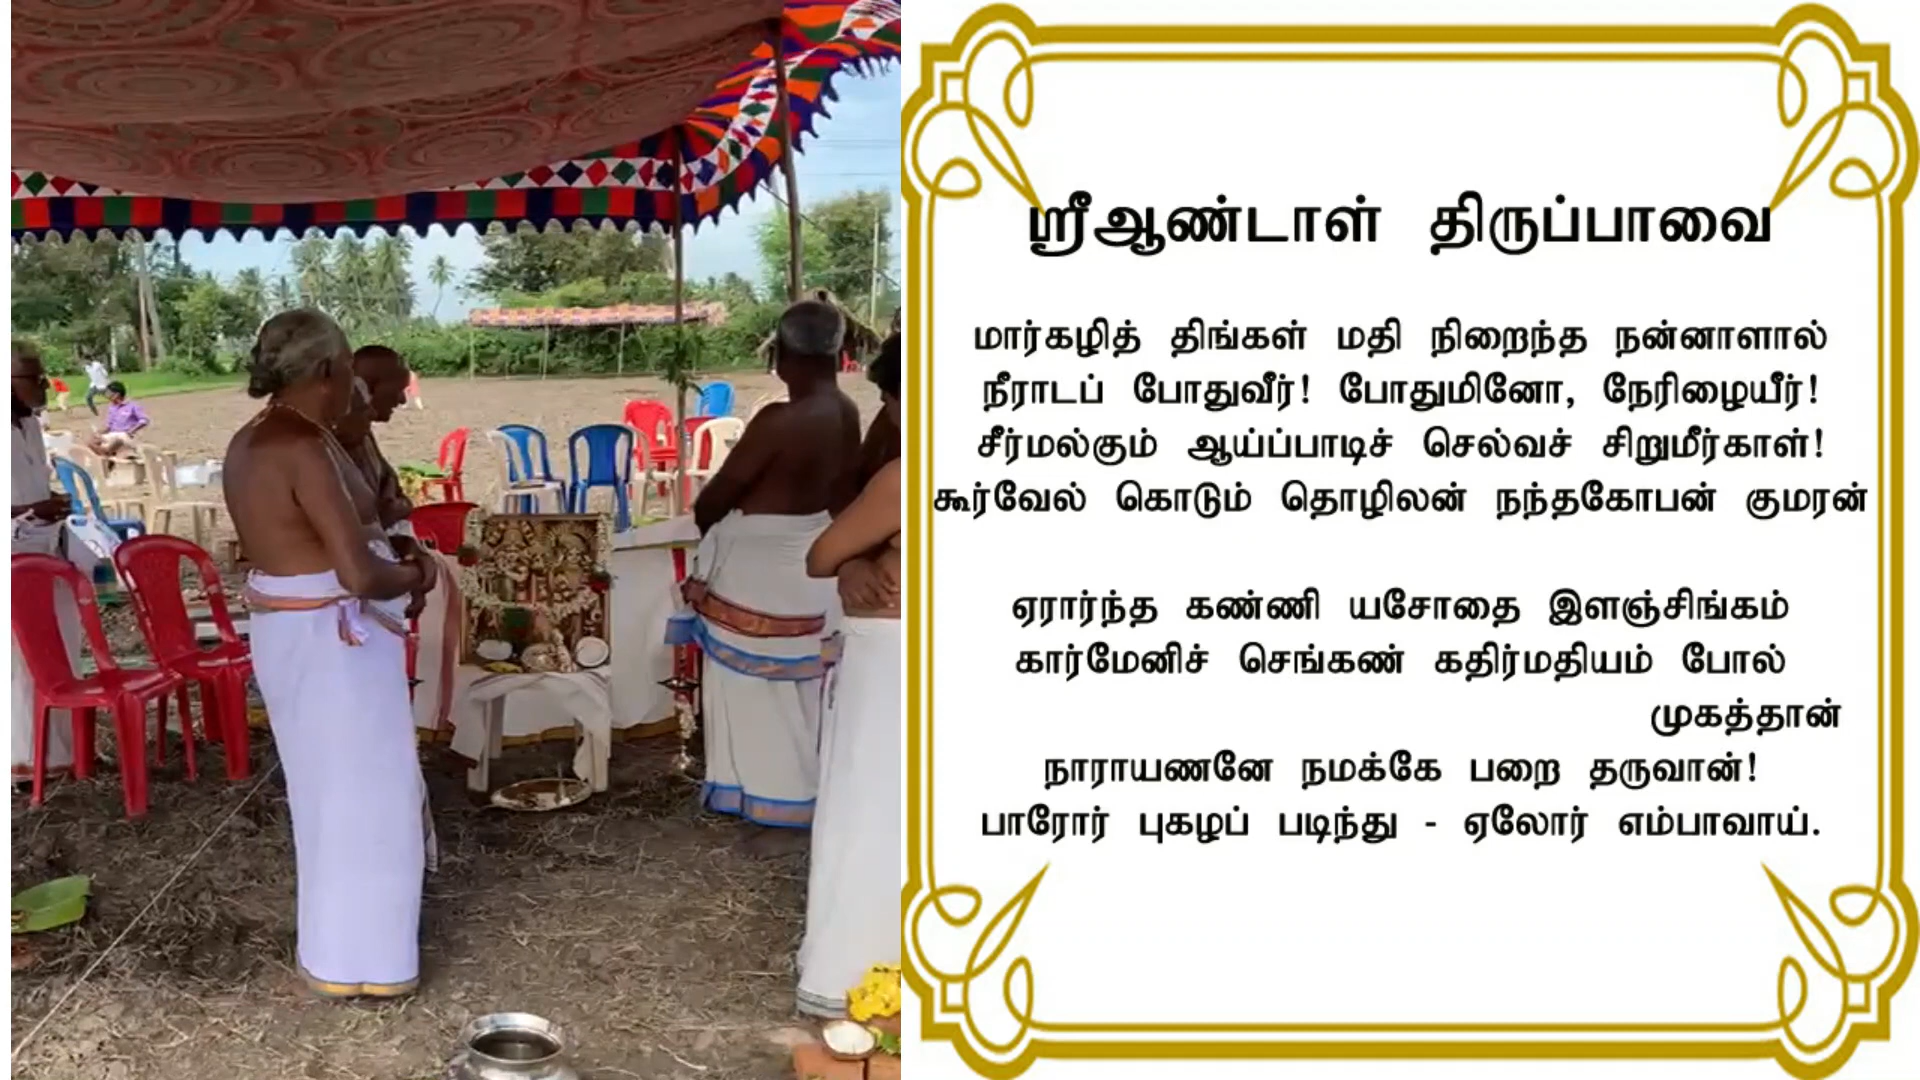 ஸ்ரீஆண்டாள் திருப்பாவை
மார்கழித் திங்கள் மதி நிறைந்த நன்னாளால்
நீராடப் போதுவீர்! போதுமினோ, நேரிழையீர்!
சீர்மல்கும் ஆய்ப்பாடிச் செல்வச் சிறுமீர்காள்!
கூர்வேல் கொடும் தொழிலன் நந்தகோபன் குமரன்
ஏரார்ந்த கண்ணி யசோதை இளஞ்சிங்கம்
கார்மேனிச் செங்கண் கதிர்மதியம் போல்
முகத்தான்
நாராயணனே நமக்கே பறை தருவான்!
பாரோர் புகழப் படிந்து - ஏலோர் எம்பாவாய்.